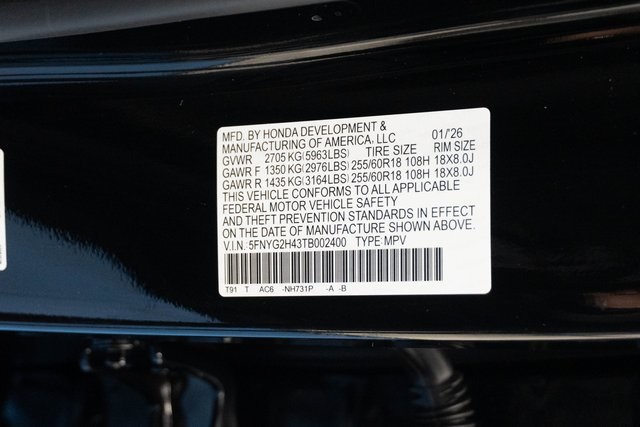 MFD. BY HONDA DEVELOPMENT &
MANUFACTURING OF AMERICA, LLC 01/'26
GVWR 2705 KG(5963LBS) TIRE SIZE RIM SIZE
GAWR F 1350 KG(2976LBS) 255/60R18 108H 18X8.0J
GAWR R 1435 KG(3164LBS) 255/60R18 108H 18X8.0J
THIS VEHICLE CONFORMS TO ALL APPLICABLE
FEDERAL MOTOR VEHICLE SAFETY
AND THEFT PREVENTION STANDARDS IN EFFECT
ON THE DATE OF MANUFACTURE SHOWN ABOVE.
V.I.N. 5FNYG2H43TB002400 TYPE MPV
T91 T AC6 -NH731P -A -B